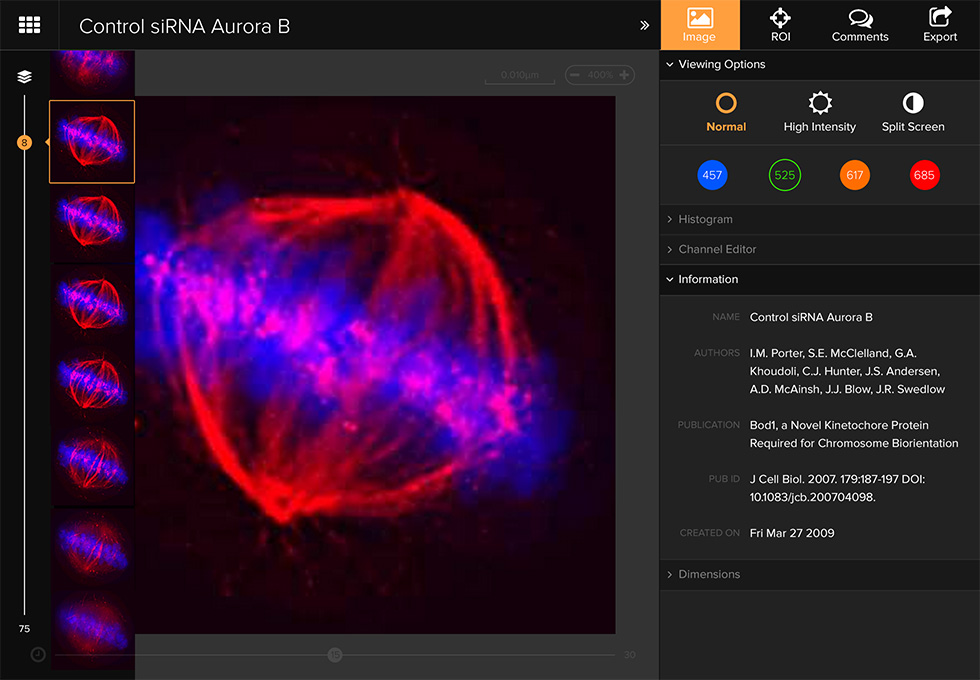 Control siRNA Aurora B
Image
ROI
Comments
Export
Viewing Options
0.010µm
400%
Normal
High Intensity
Split Screen
8
457
525
617
685
Histogram
Channel Editor
Information
NAME Control siRNA Aurora B
AUTHORS I.M. Porter, S.E. McClelland, G.A.
Khoudoli, C.J. Hunter, J.S. Andersen,
A.D. McAinsh, J.J. Blow, J.R. Swedlow
PUBLICATION Bod1, a Novel Kinetochore Protein
Required for Chromosome Biorientation
PUB ID J Cell Biol. 2007. 179:187-197 DOI:
10.1083/jcb.200704098.
CREATED ON Fri Mar 27 2009
Dimensions
75
30